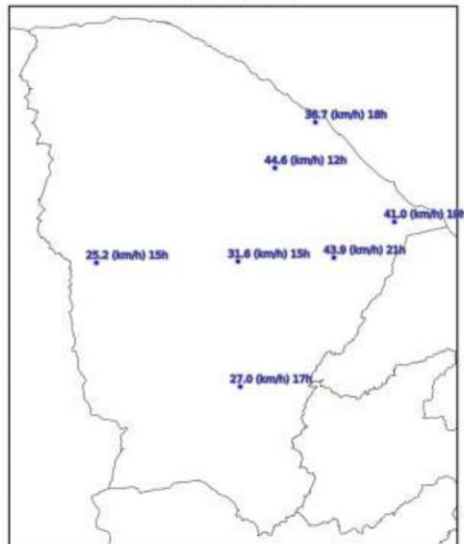 36.7 (km/h) 18h
44.6 (km/h) 12h
41.0 (km/h)
25.2 (km/h) 15h
31.6 (km/h) 15h
43.9 (km/h) 21h
27.0 (km/h) 17h